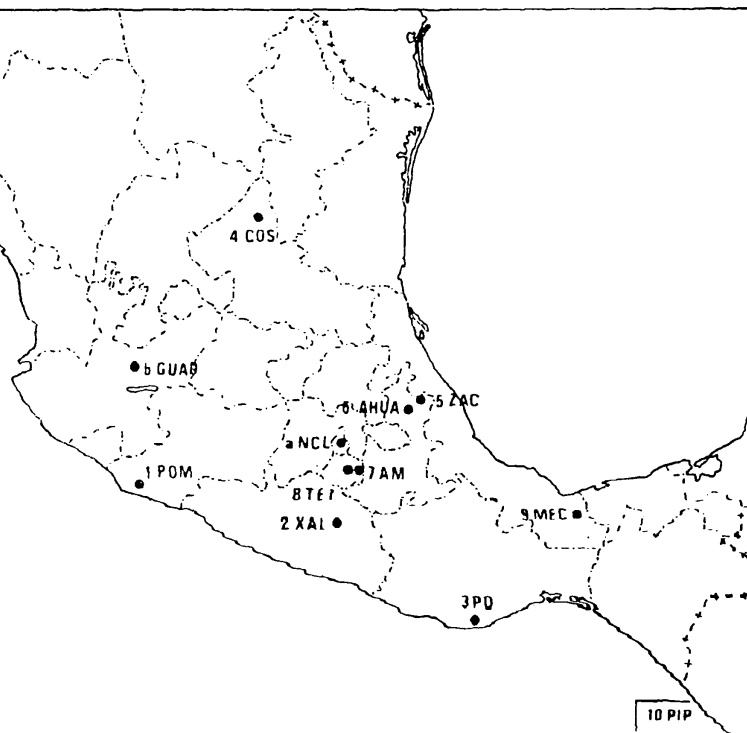 4 COS
b GUAD
6 AHUA
5 ZAC
a NCL
1 POM
7 AM
8 TET
2 XAL
9 MEC
3 PO
10 PIP